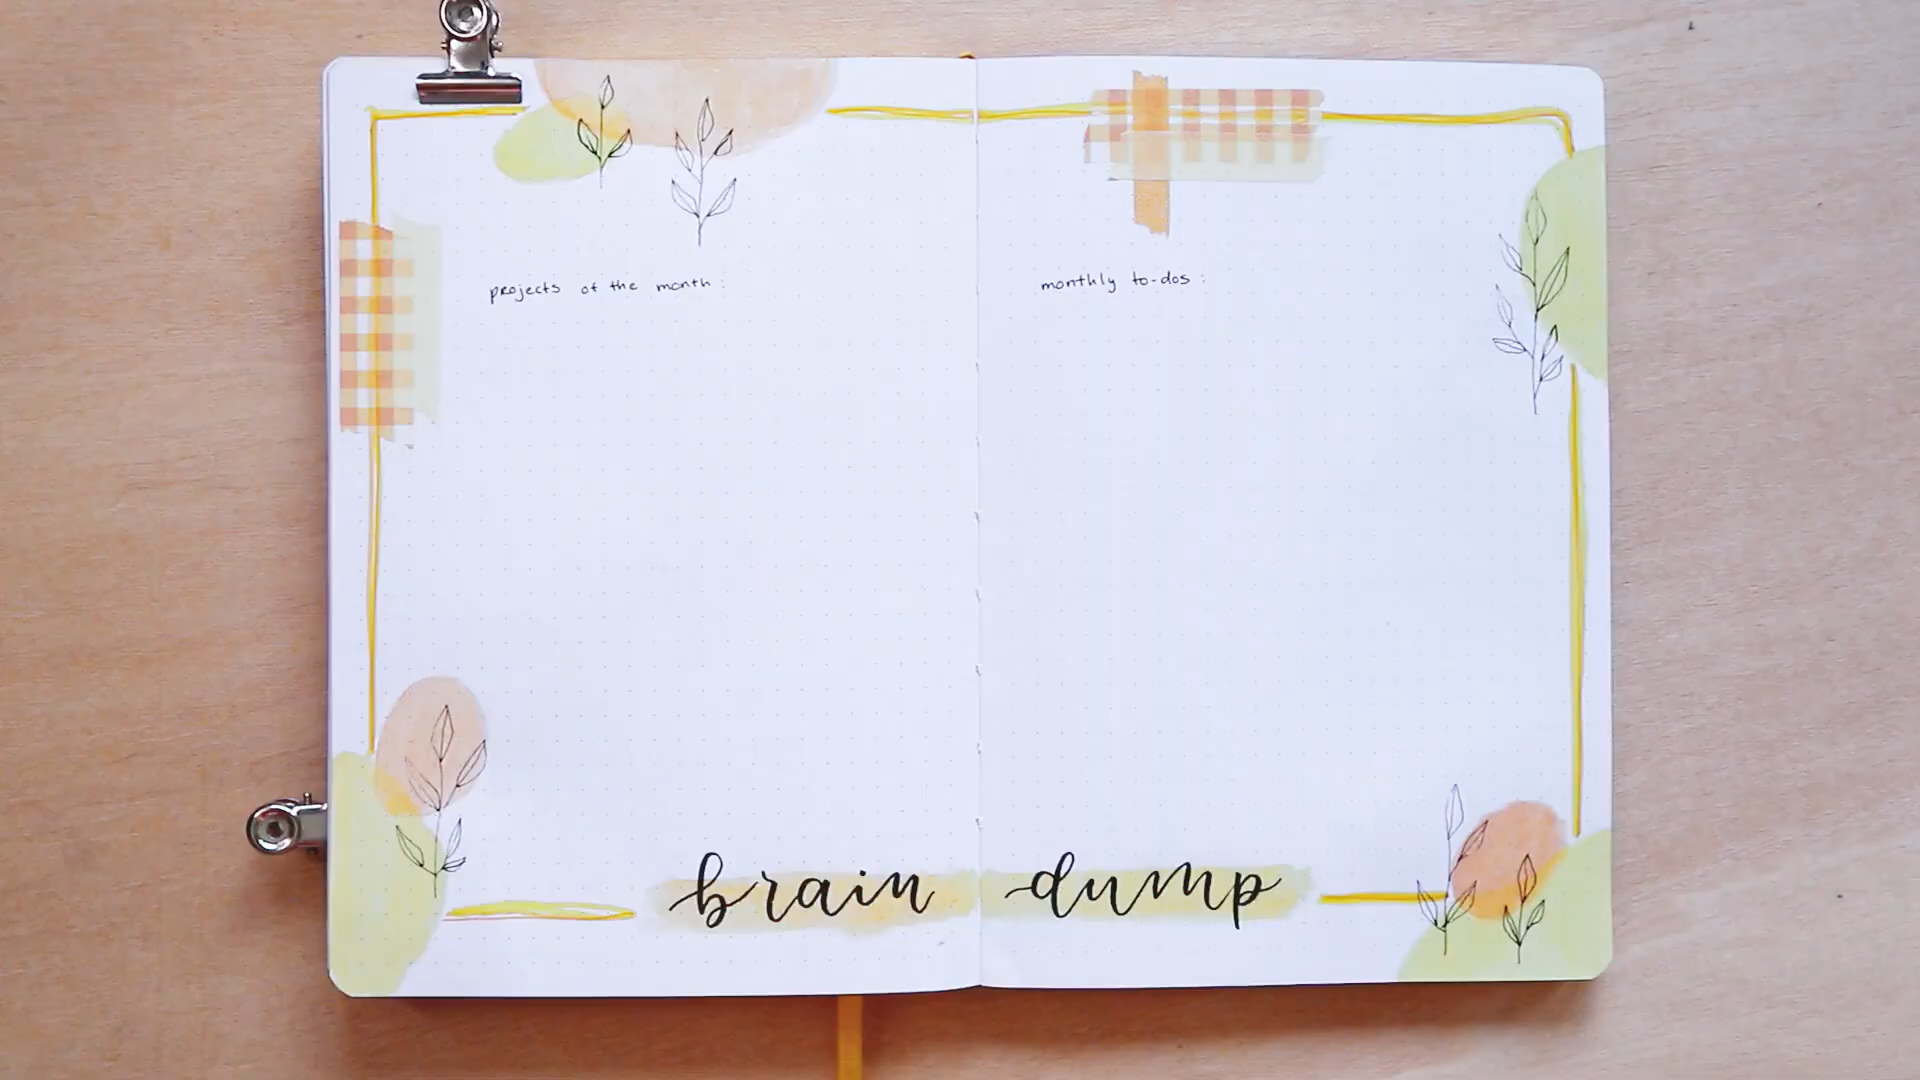 projects of the month :
monthly to-dos :
brain dump